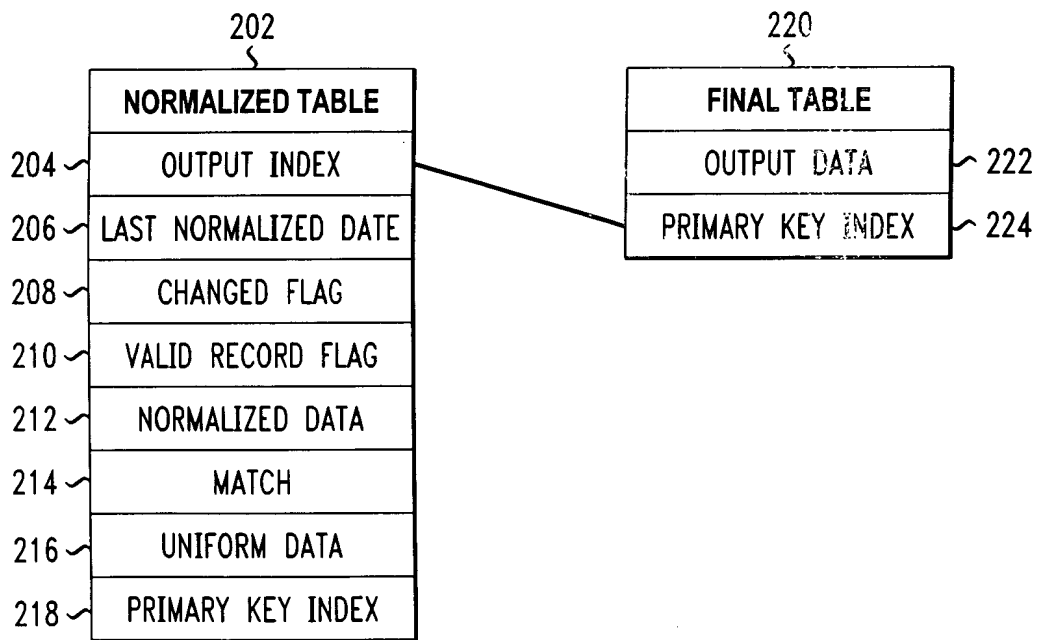 202
NORMALIZED TABLE
204 OUTPUT INDEX
206 LAST NORMALIZED DATE
208 CHANGED FLAG
210 VALID RECORD FLAG
212 NORMALIZED DATA
214 MATCH
216 UNIFORM DATA
218 PRIMARY KEY INDEX
220
FINAL TABLE
OUTPUT DATA 222
PRIMARY KEY INDEX 224